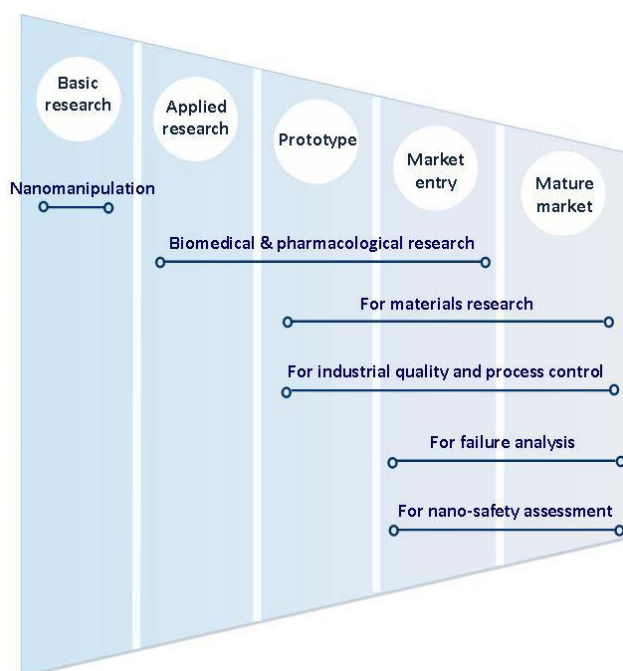 Basic
research
Applied
research
Prototype
Market
entry
Mature
market
Nanomanipulation
Biomedical & pharmacological research
For materials research
For industrial quality and process control
For failure analysis
For nano-safety assessment